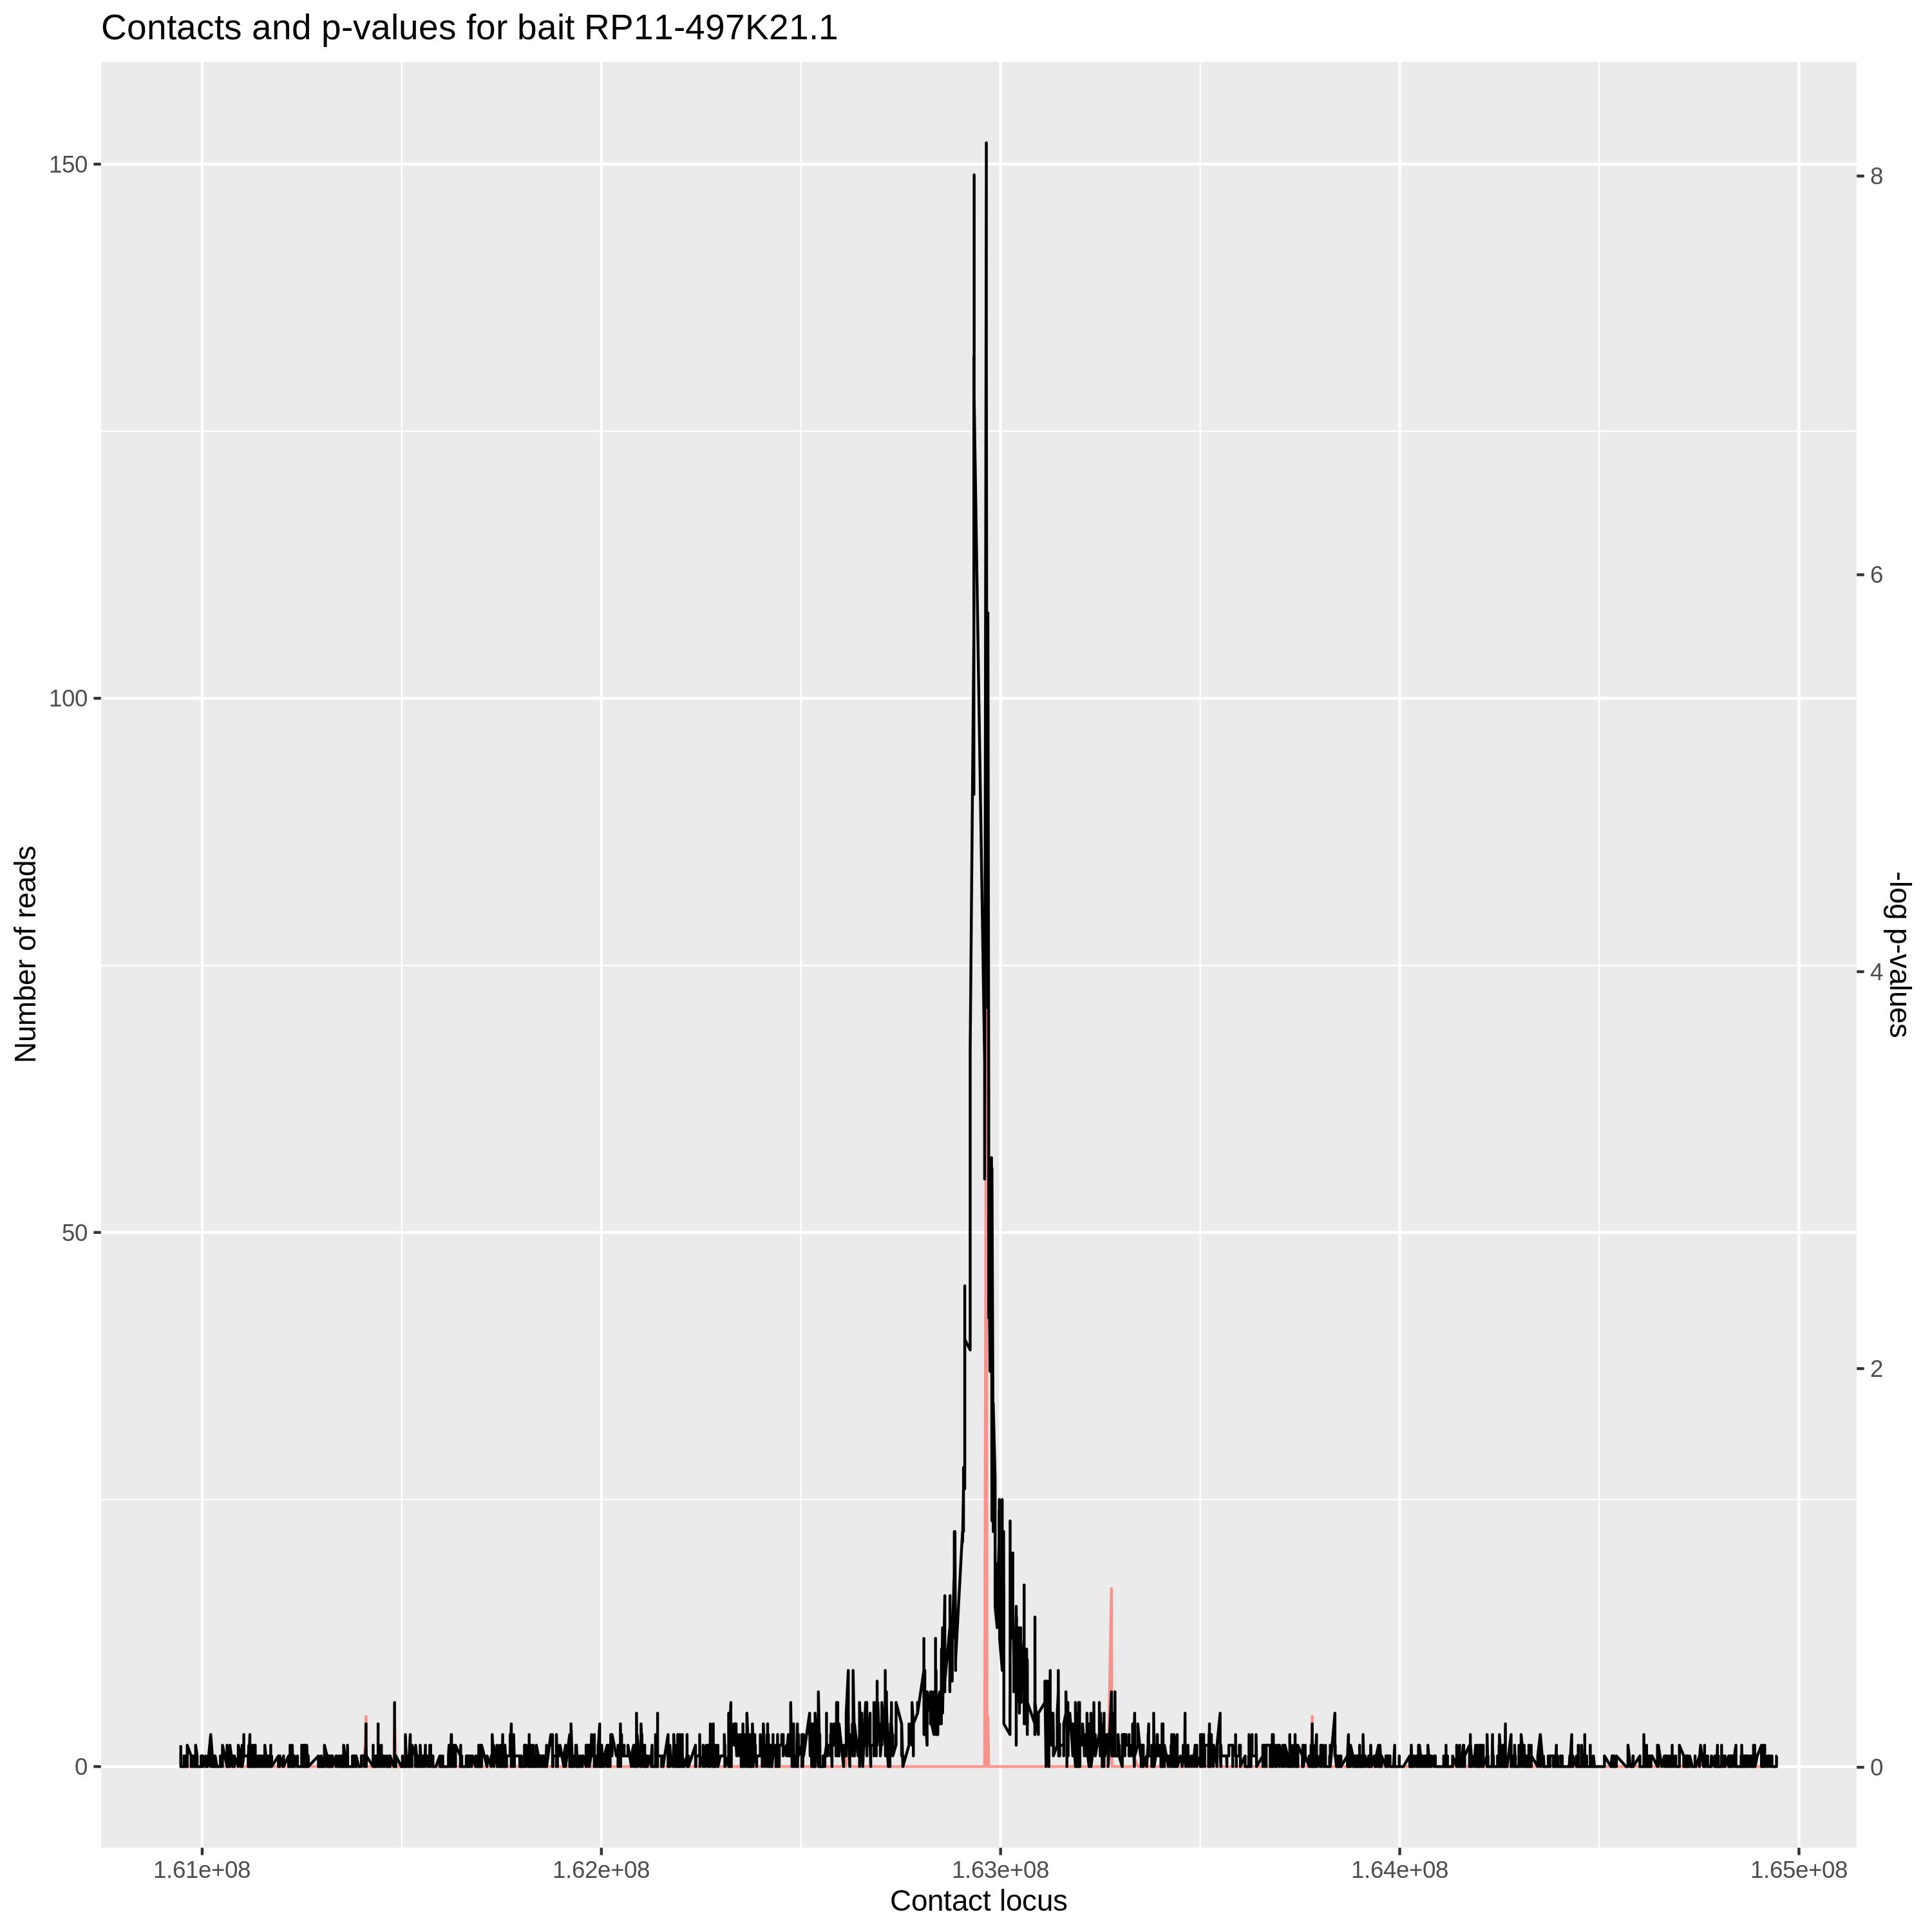 Contacts and p-values for bait RP11-497K21.1
150
100
50
0
8
6
4
2
0
Number of reads
-log p-values
1.61e+08
1.62e+08
1.63e+08
1.64e+08
1.65e+08
Contact locus